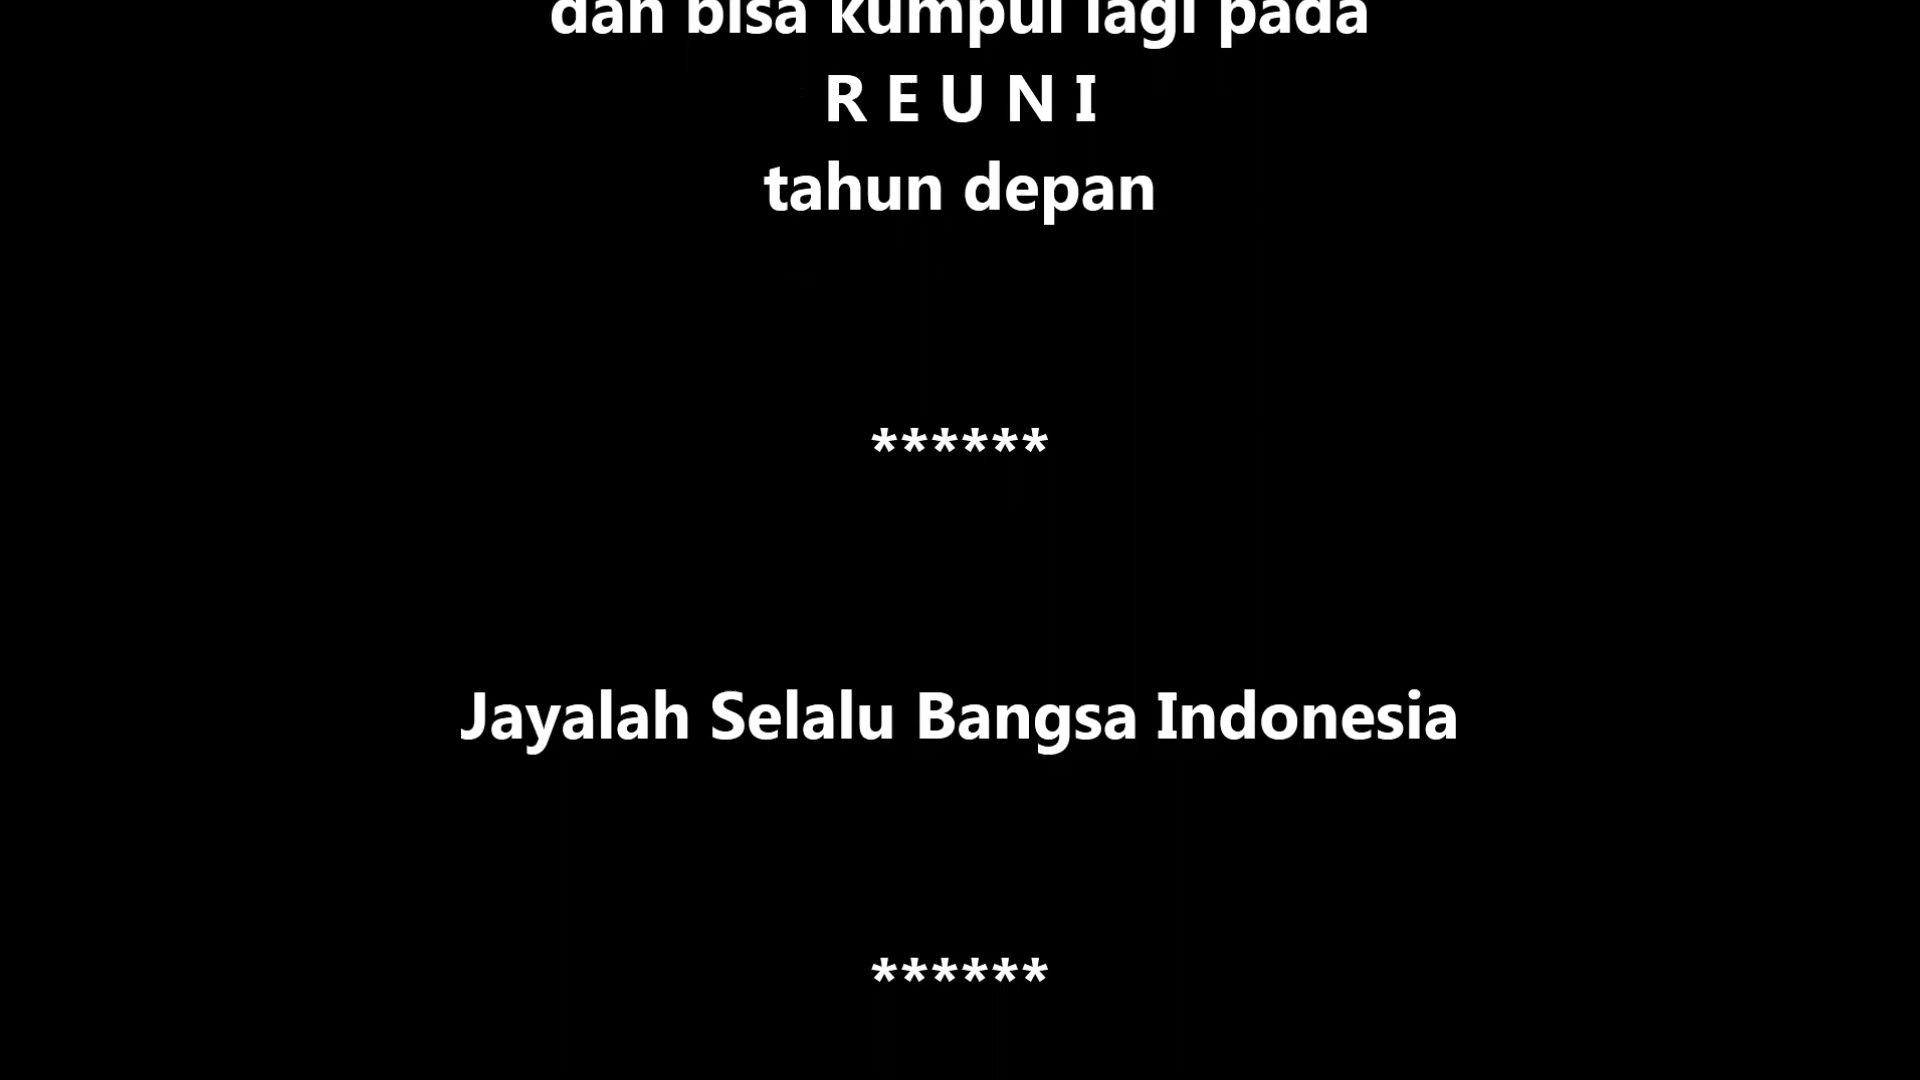 dan bisa kumpul lagi pada
R E U N I
tahun depan
******
Jayalah Selalu Bangsa Indonesia
******